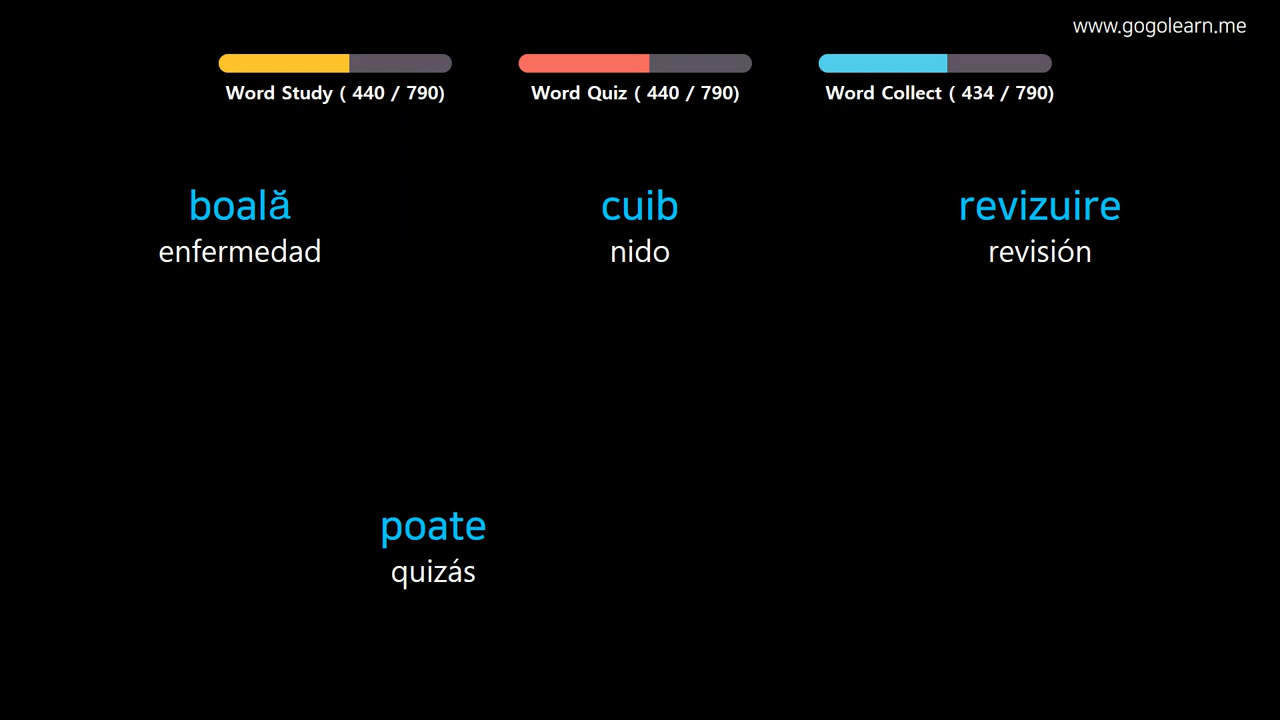 www.gogolearn.me
Word Study ( 440 / 790)
Word Quiz ( 440 / 790)
Word Collect ( 434 / 790)
boală
enfermedad
cuib
nido
revizuire
revisión
poate
quizás